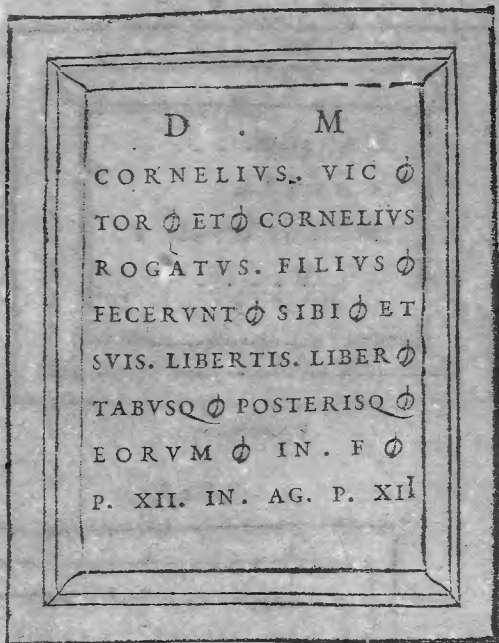 D . M
CORNELIVS. VIC
TOR ET CORNELIVS
ROGATVS. FILIVS
FECERVNT SIBI ET
SVIS. LIBERTIS. LIBER
TABVSQ POSTERISQ
EORVM IN . F
P. XII. IN. AG. P. XII